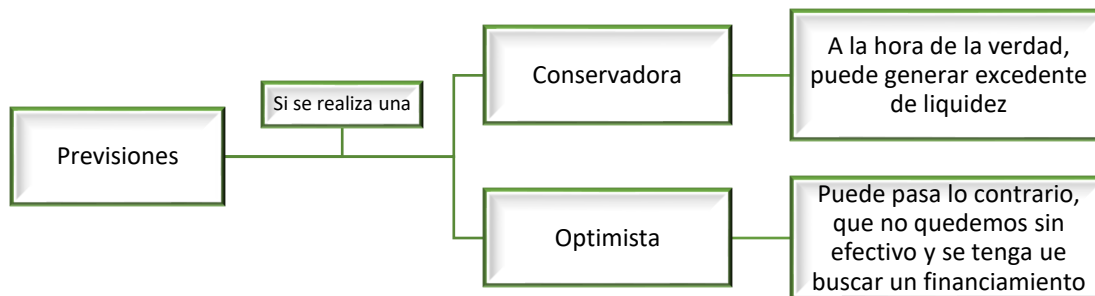 Previsiones
Si se realiza una
Conservadora
A la hora de la verdad,
puede generar excedente
de liquidez
Optimista
Puede pasa lo contrario,
que no quedemos sin
efectivo y se tenga ue
buscar un financiamiento